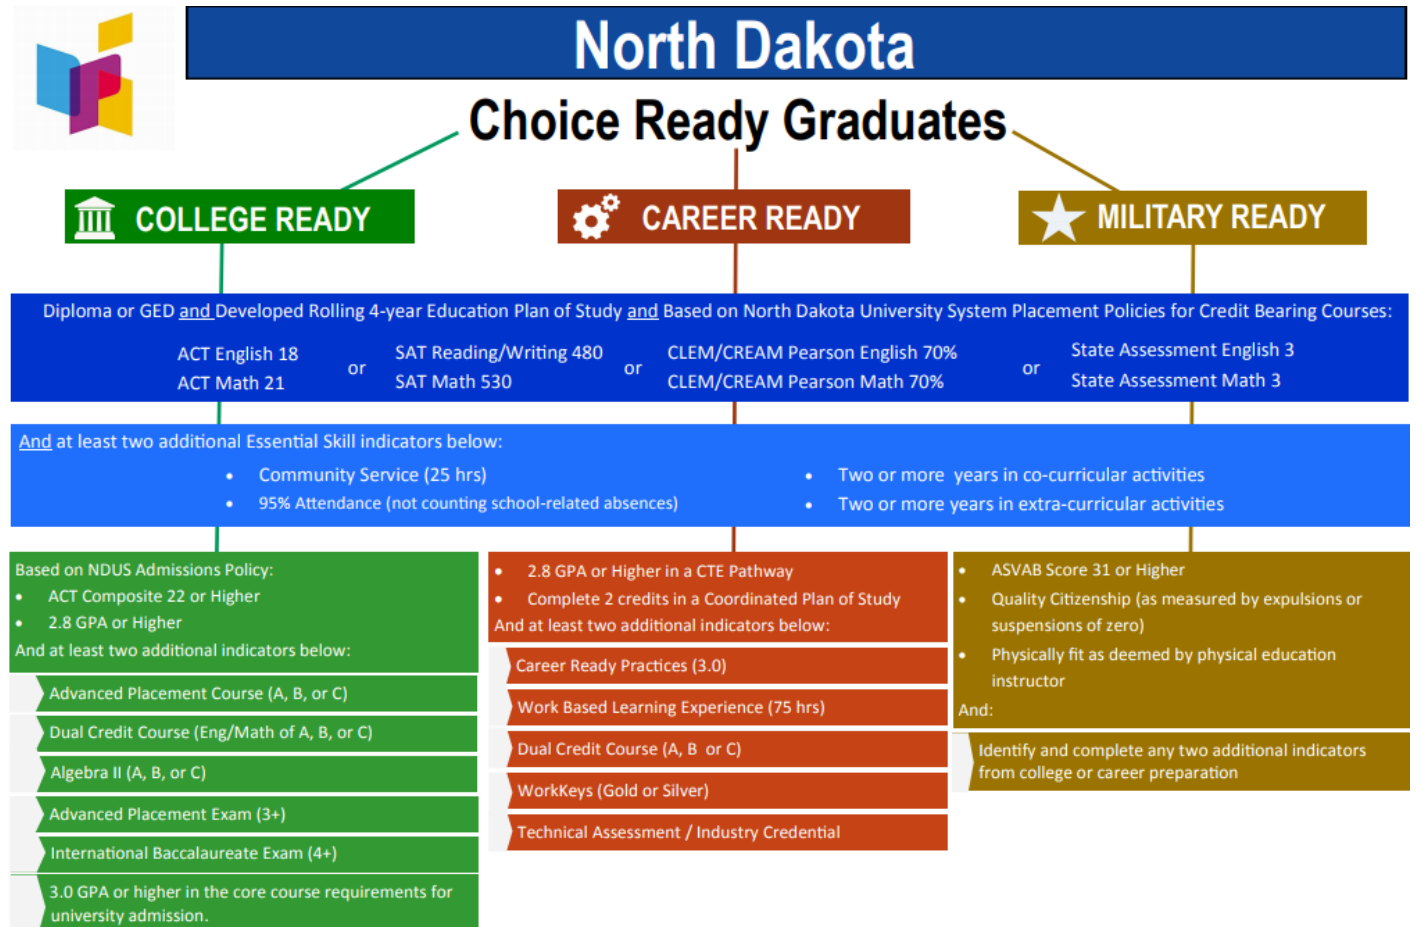 North Dakota
Choice Ready Graduates
COLLEGE READY
CAREER READY
MILITARY READY
Diploma or GED and Developed Rolling 4-year Education Plan of Study and Based on North Dakota University System Placement Policies for Credit Bearing Courses:
ACT English 18
ACT Math 21
or
SAT Reading/Writing 480
SAT Math 530
or
CLEM/CREAM Pearson English 70%
CLEM/CREAM Pearson Math 70%
or
State Assessment English 3
State Assessment Math 3
And at least two additional Essential Skill indicators below:
• Community Service (25 hrs)
• 95% Attendance (not counting school-related absences)
• Two or more years in co-curricular activities
• Two or more years in extra-curricular activities
Based on NDUS Admissions Policy:
• ACT Composite 22 or Higher
• 2.8 GPA or Higher
And at least two additional indicators below:
Advanced Placement Course (A, B, or C)
Dual Credit Course (Eng/Math of A, B, or C)
Algebra II (A, B, or C)
Advanced Placement Exam (3+)
International Baccalaureate Exam (4+)
3.0 GPA or higher in the core course requirements for
university admission.
• 2.8 GPA or Higher in a CTE Pathway
• Complete 2 credits in a Coordinated Plan of Study
And at least two additional indicators below:
Career Ready Practices (3.0)
Work Based Learning Experience (75 hrs)
Dual Credit Course (A, B or C)
WorkKeys (Gold or Silver)
Technical Assessment / Industry Credential
• ASVAB Score 31 or Higher
• Quality Citizenship (as measured by expulsions or
suspensions of zero)
• Physically fit as deemed by physical education
instructor
And:
Identify and complete any two additional indicators
from college or career preparation